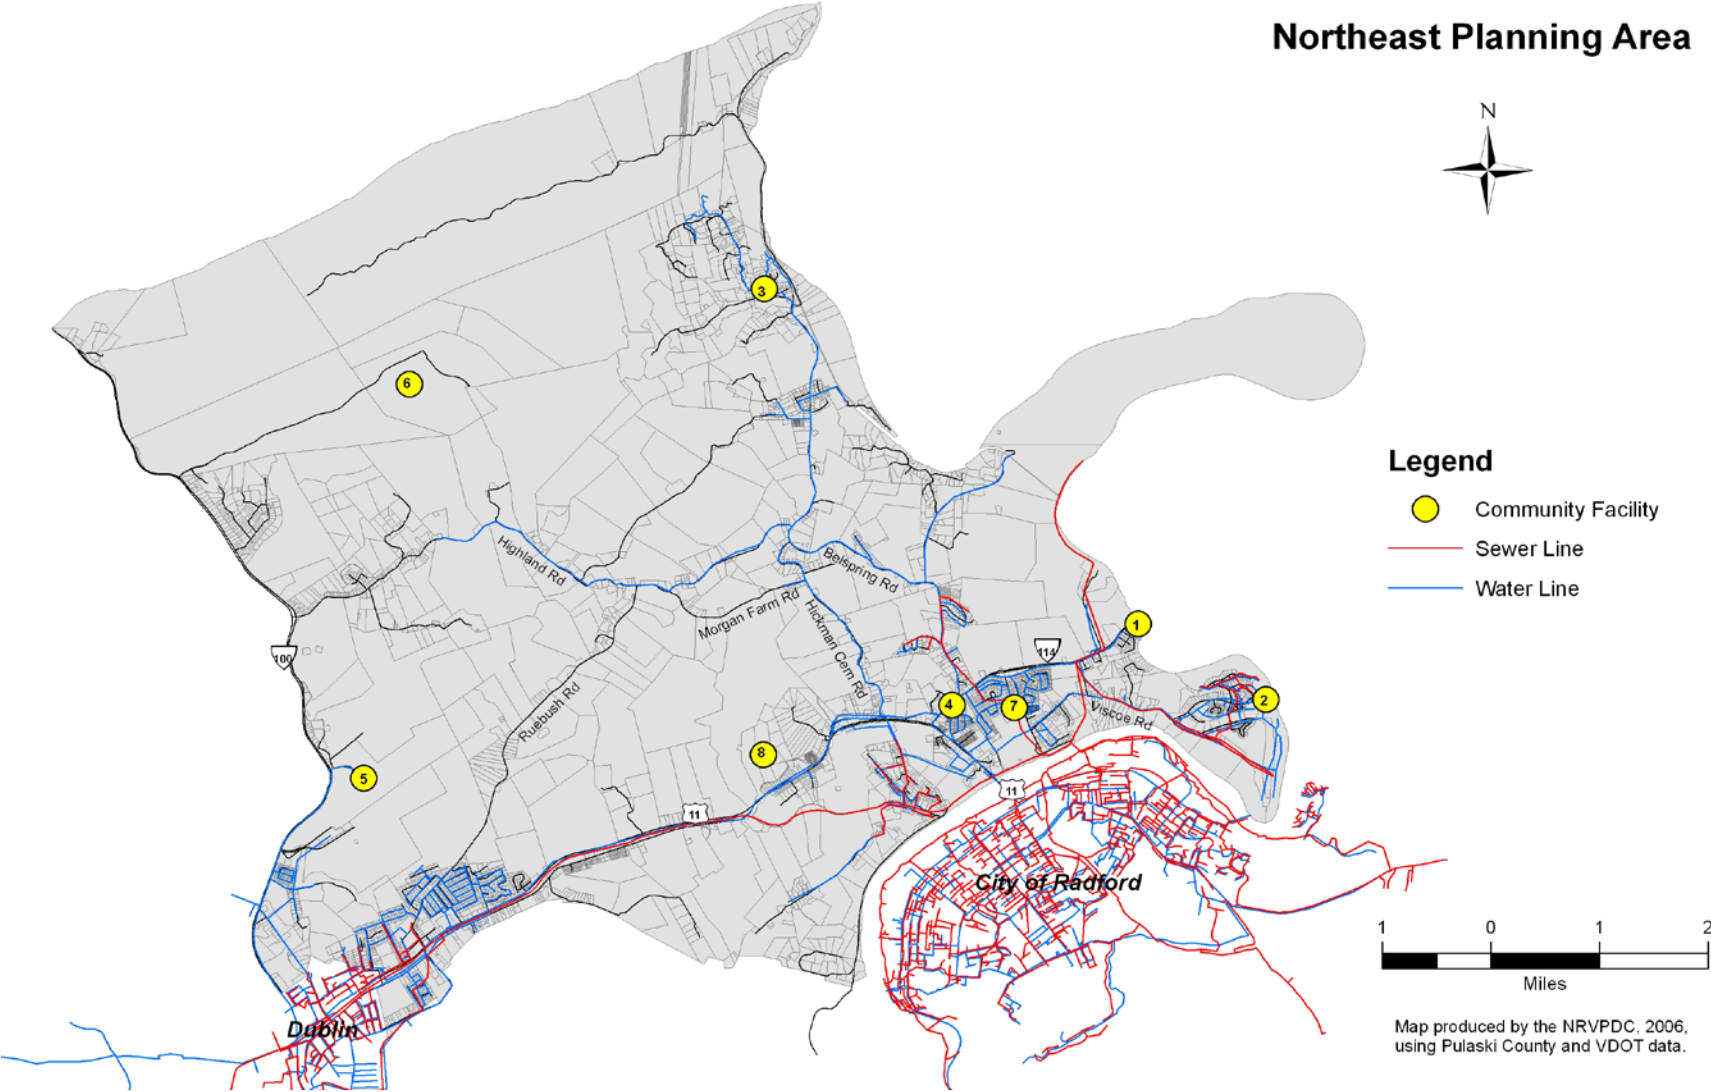 Northeast Planning Area
N
3
6
Legend
Community Facility
Sewer Line
Water Line
Highland Rd
Belspring Rd
Morgan Farm Rd
Hickman Cem Rd
Ruebush Rd
Viscoe Rd
100
114
1
2
4
7
8
5
11
11
City of Radford
Dublin
1 0 1 2
Miles
Map produced by the NRVPDC, 2006,
using Pulaski County and VDOT data.